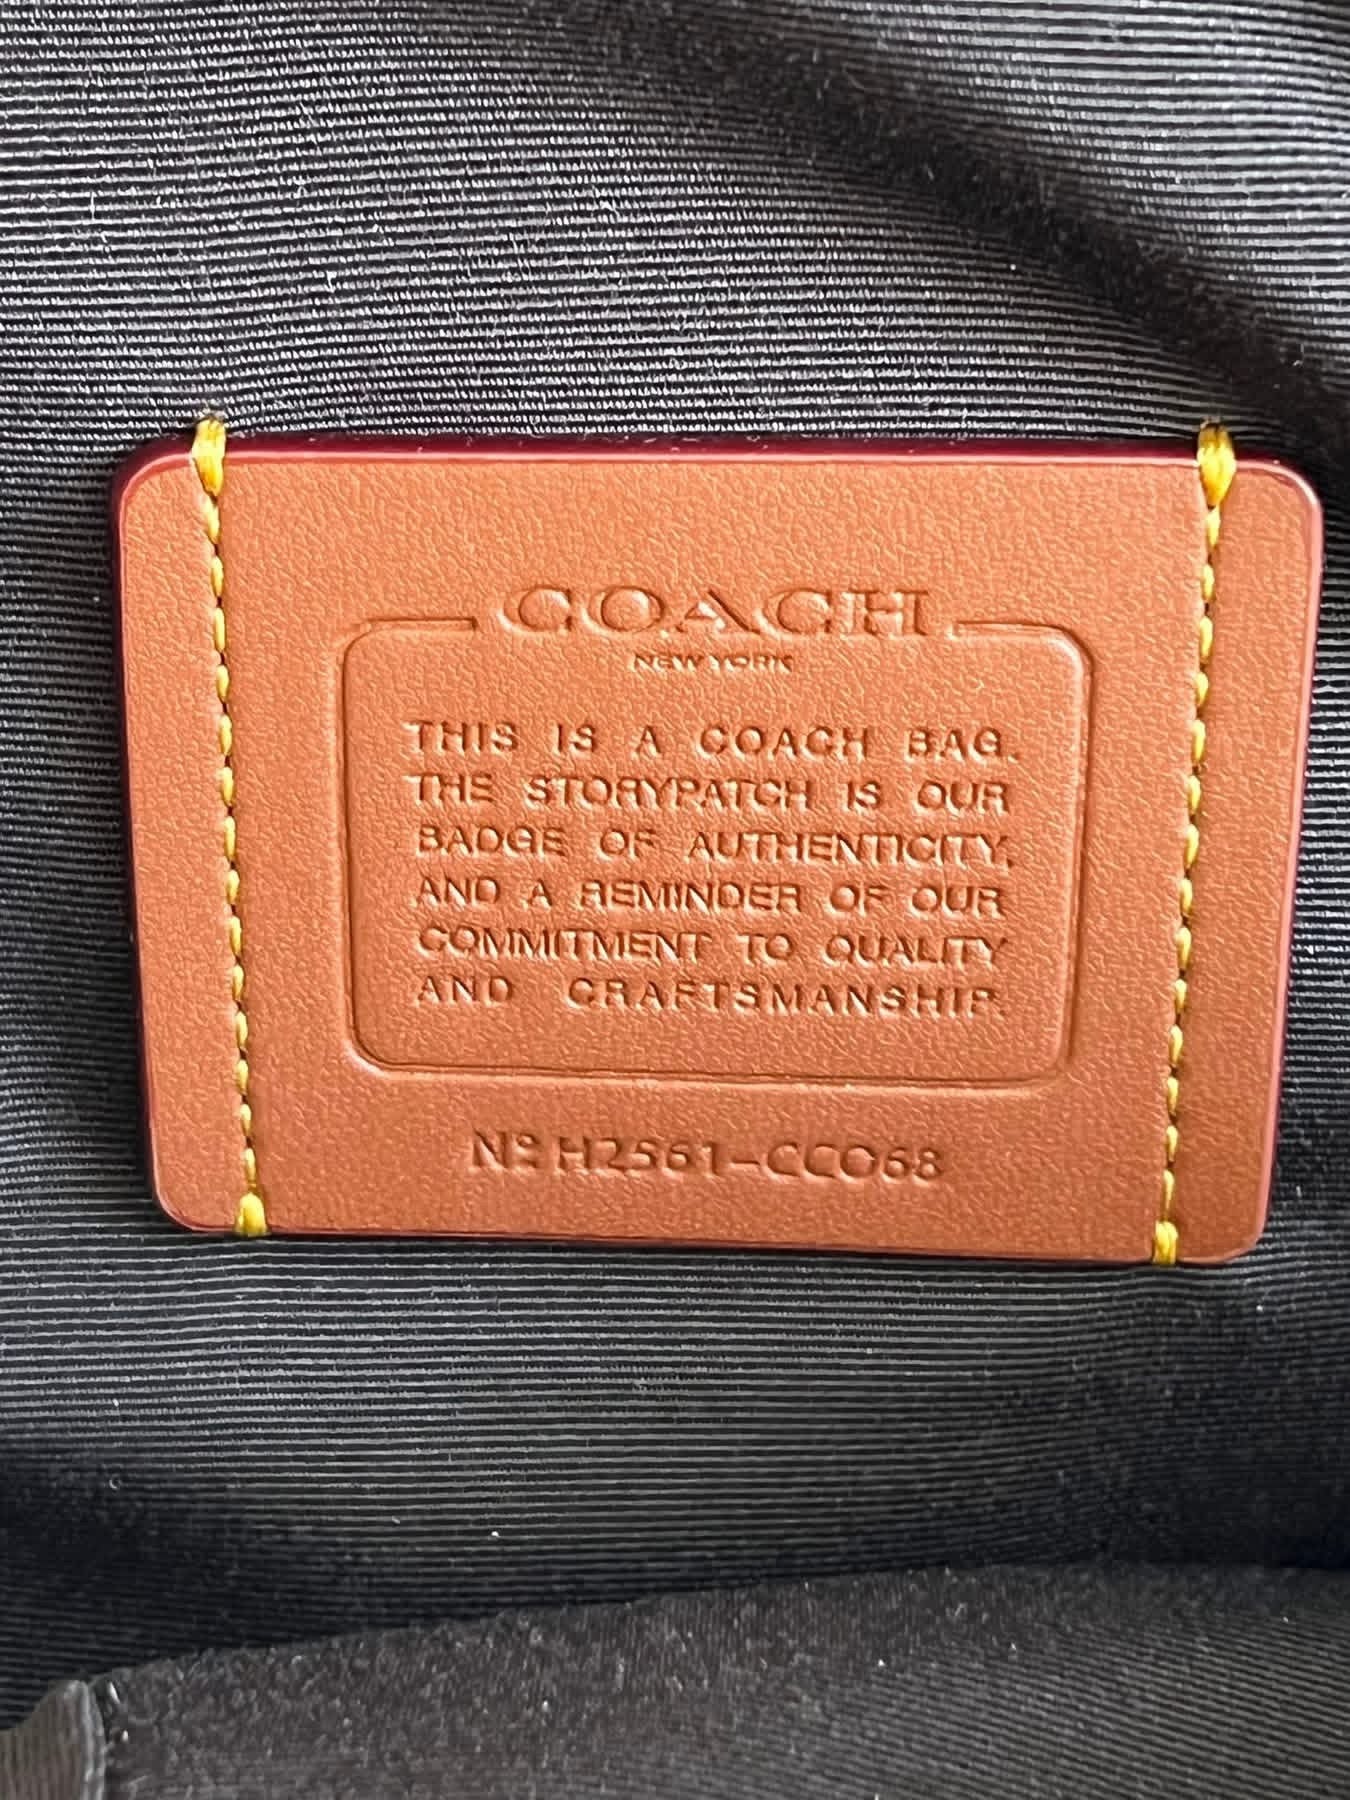 COACH
NEW YORK
THIS IS A COACH BAG.
THE STORYPATCH IS OUR
BADGE OF AUTHENTICITY,
AND A REMINDER OF OUR
COMMITMENT TO QUALITY
AND CRAFTSMANSHIP.
Nº H2561-CCO68